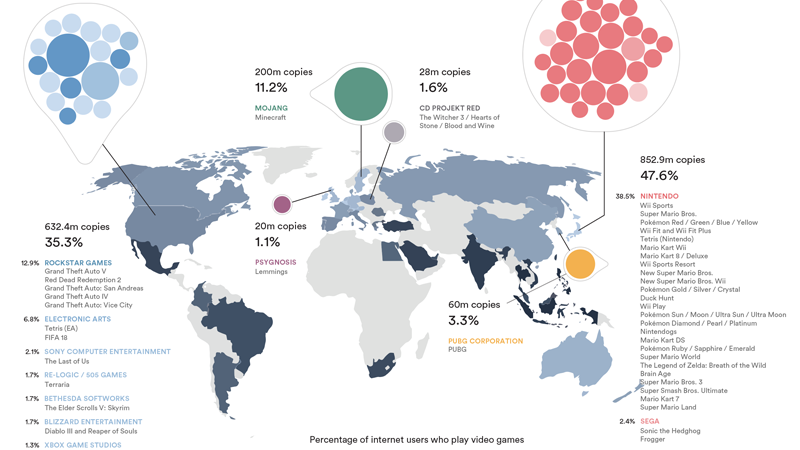 200m copies
11.2%
MOJANG
Minecraft
28m copies
1.6%
CD PROJEKT RED
The Witcher 3 / Hearts of
Stone / Blood and Wine
632.4m copies
35.3%
12.9% ROCKSTAR GAMES
Grand Theft Auto V
Red Dead Redemption 2
Grand Theft Auto: San Andreas
Grand Theft Auto IV
Grand Theft Auto: Vice City
6.8% ELECTRONIC ARTS
Tetris (EA)
FIFA 18
2.1% SONY COMPUTER ENTERTAINMENT
The Last of Us
1.7% RE-LOGIC / 505 GAMES
Terraria
1.7% BETHESDA SOFTWORKS
The Elder Scrolls V: Skyrim
1.7% BLIZZARD ENTERTAINMENT
Diablo III and Reaper of Souls
1.3% XBOX GAME STUDIOS
20m copies
1.1%
PSYGNOSIS
Lemmings
60m copies
3.3%
PUBG CORPORATION
PUBG
852.9m copies
47.6%
38.5% NINTENDO
Wii Sports
Super Mario Bros.
Pokémon Red / Green / Blue / Yellow
Wii Fit and Wii Fit Plus
Tetris (Nintendo)
Mario Kart Wii
Mario Kart 8 / Deluxe
Wii Sports Resort
New Super Mario Bros.
New Super Mario Bros. Wii
Pokémon Gold / Silver / Crystal
Duck Hunt
Wii Play
Pokémon Sun / Moon / Ultra Sun / Ultra Moon
Pokémon Diamond / Pearl / Platinum
Nintendogs
Mario Kart DS
Pokémon Ruby / Sapphire / Emerald
Super Mario World
The Legend of Zelda: Breath of the Wild
Brain Age
Super Mario Bros. 3
Super Smash Bros. Ultimate
Mario Kart 7
Super Mario Land
2.4% SEGA
Sonic the Hedghog
Frogger
Percentage of internet users who play video games